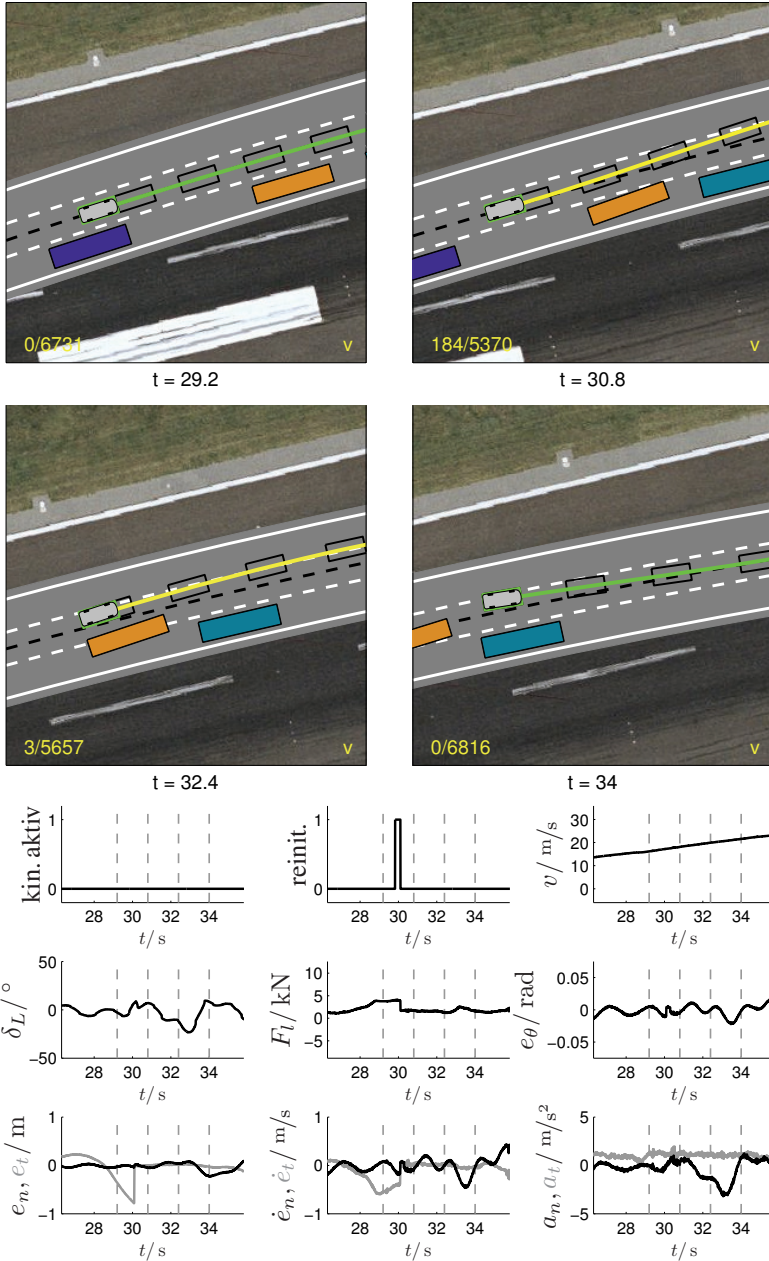 0/6731 v
184/5370 v
t = 29.2
t = 30.8
3/5657 v
0/6816 v
t = 32.4
t = 34
kin. aktiv
1
0
28 30 32 34
t/ s
reinit.
1
0
28 30 32 34
t/ s
v/ m/s
30
20
10
0
28 30 32 34
t/ s
δ_L/ °
50
0
−50
28 30 32 34
t/ s
F_l/ kN
10
5
0
−5
28 30 32 34
t/ s
e_θ/ rad
0.05
0
−0.05
28 30 32 34
t/ s
e_n, e_t/ m
1
0
−1
28 30 32 34
t/ s
ė_n, ė_t/ m/s
1
0
−1
28 30 32 34
t/ s
a_n, a_t/ m/s²
5
0
−5
28 30 32 34
t/ s